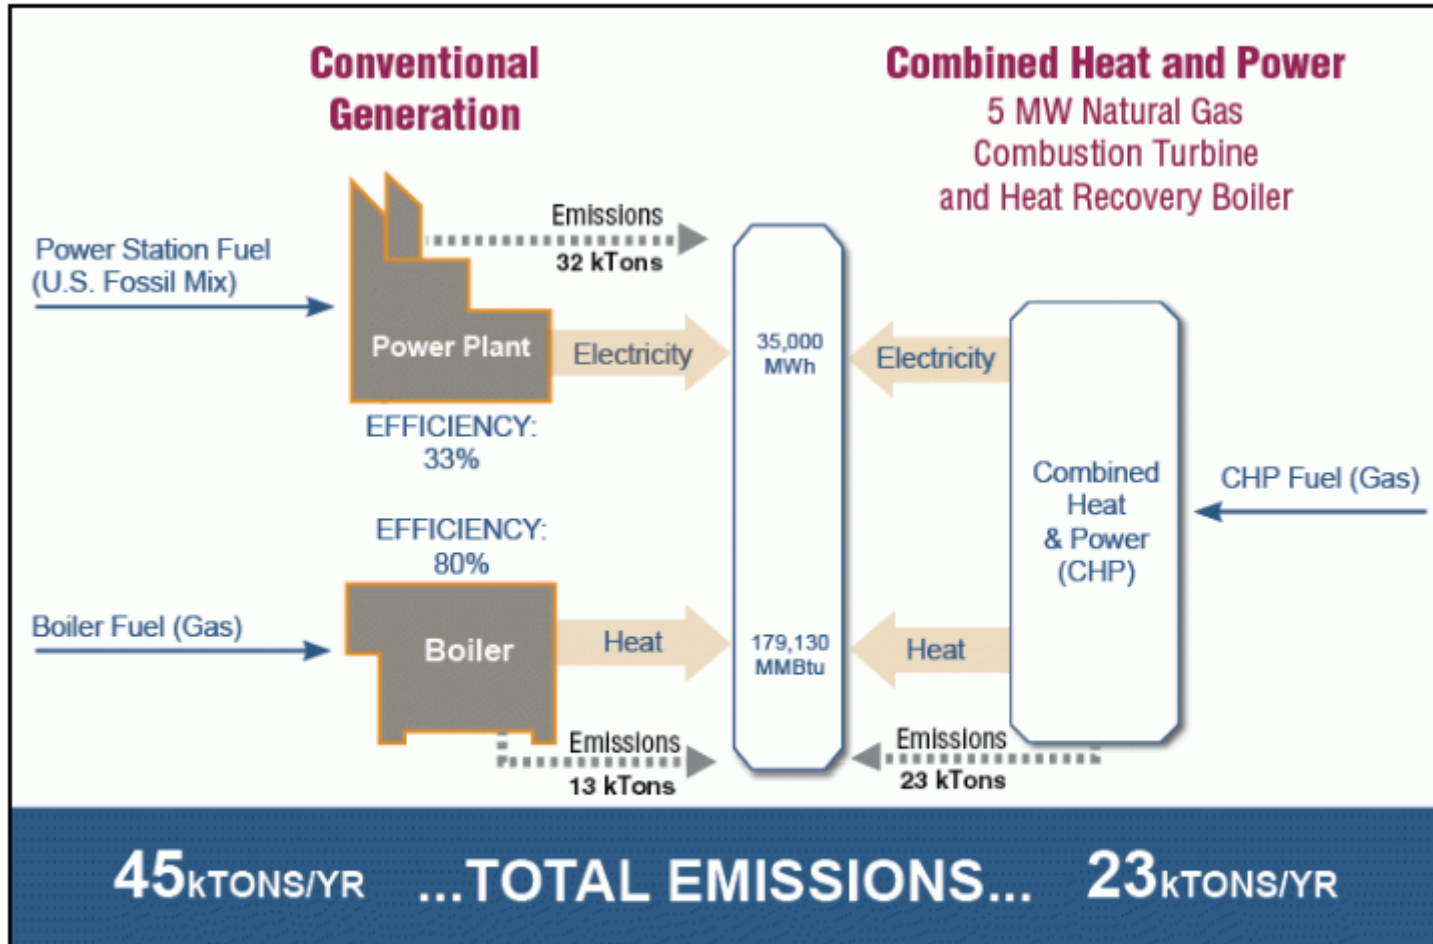 Conventional
Generation
Combined Heat and Power
5 MW Natural Gas
Combustion Turbine
and Heat Recovery Boiler
Power Station Fuel
(U.S. Fossil Mix)
Emissions
32 kTons
Power Plant
Electricity
35,000
MWh
Electricity
EFFICIENCY:
33%
Combined
Heat
& Power
(CHP)
CHP Fuel (Gas)
EFFICIENCY:
80%
Boiler Fuel (Gas)
Boiler
Heat
179,130
MMBtu
Heat
Emissions
13 kTons
Emissions
23 kTons
45kTONS/YR ...TOTAL EMISSIONS... 23kTONS/YR